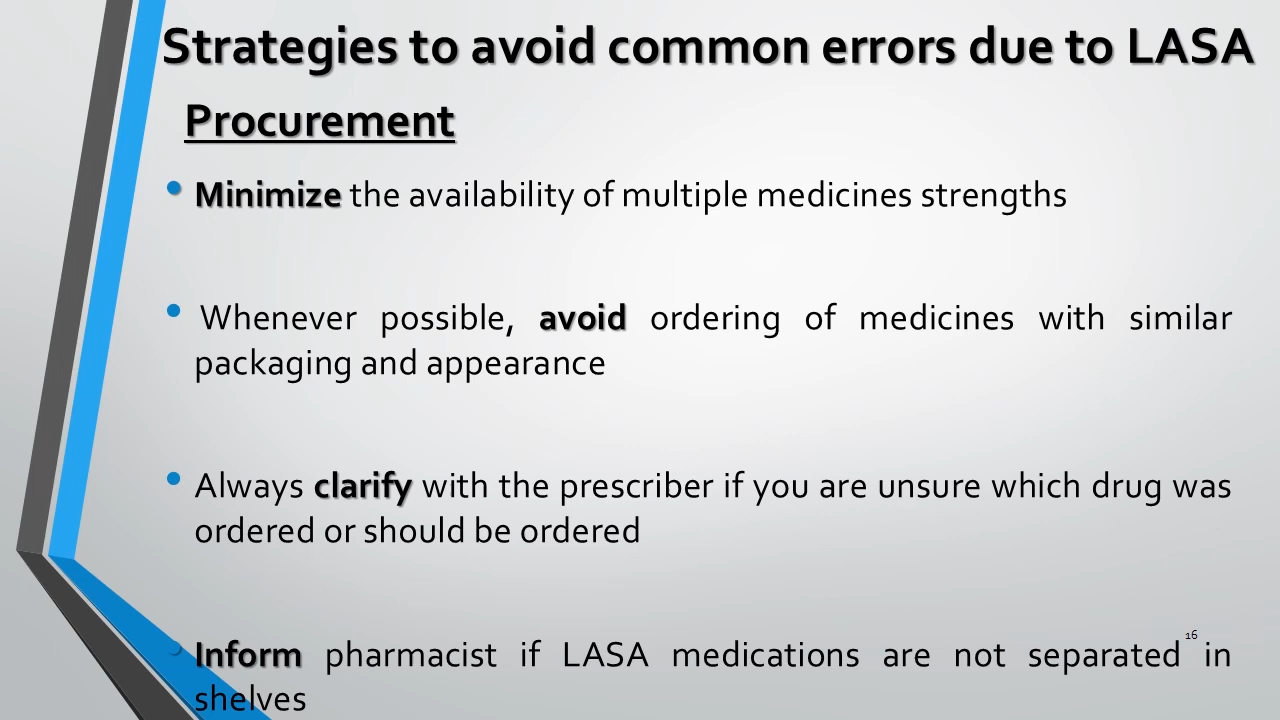 Strategies to avoid common errors due to LASA
Procurement
• Minimize the availability of multiple medicines strengths
• Whenever possible, avoid ordering of medicines with similar
packaging and appearance
• Always clarify with the prescriber if you are unsure which drug was
ordered or should be ordered
16
• Inform pharmacist if LASA medications are not separated in
shelves